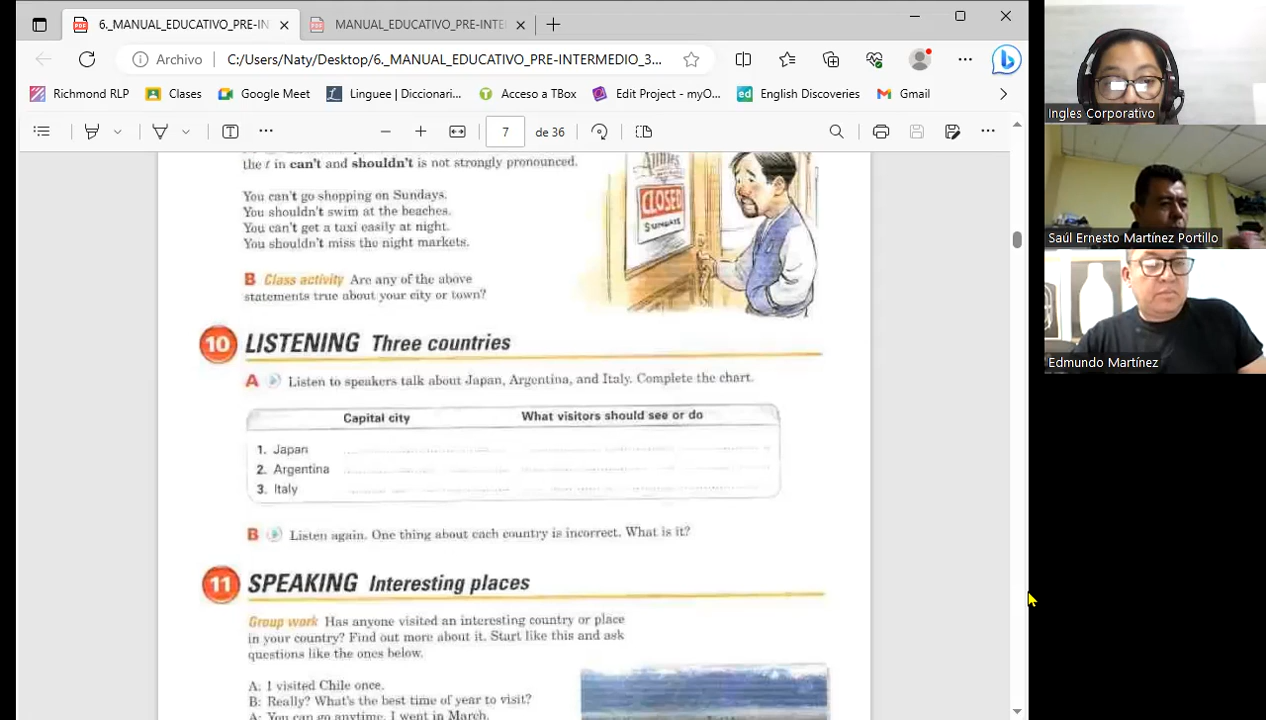 6._MANUAL_EDUCATIVO_PRE-IN
MANUAL_EDUCATIVO_PRE-INTE
Archivo
C:/Users/Naty/Desktop/6._MANUAL_EDUCATIVO_PRE-INTERMEDIO_3...
Richmond RLP
Clases
Google Meet
Linguee | Dicciori...
Acceso a TBox
Edit Project - myO...
English Discoveries
Gmail
7
de 36
the t in can't and shouldn't is not strongly pronounced.
You can't go shopping on Sundays.
You shouldn't swim at the beaches.
You can't get a taxi easily at night.
You shouldn't miss the night markets.
CLOSED
SUNDAYS
B Class activity Are any of the above
statements true about your city or town?
10 LISTENING Three countries
A Listen to speakers talk about Japan, Argentina, and Italy. Complete the chart.
Capital city What visitors should see or do
1. Japan
2. Argentina
3. Italy
B Listen again. One thing about each country is incorrect. What is it?
11 SPEAKING Interesting places
Group work Has anyone visited an interesting country or place
in your country? Find out more about it. Start like this and ask
questions like the ones below.
A: I visited Chile once.
B: Really? What's the best time of year to visit?
A: You can go anytime. I went in March.
Ingles Corporativo
Saúl Ernesto Martínez Portillo
Edmundo Martínez